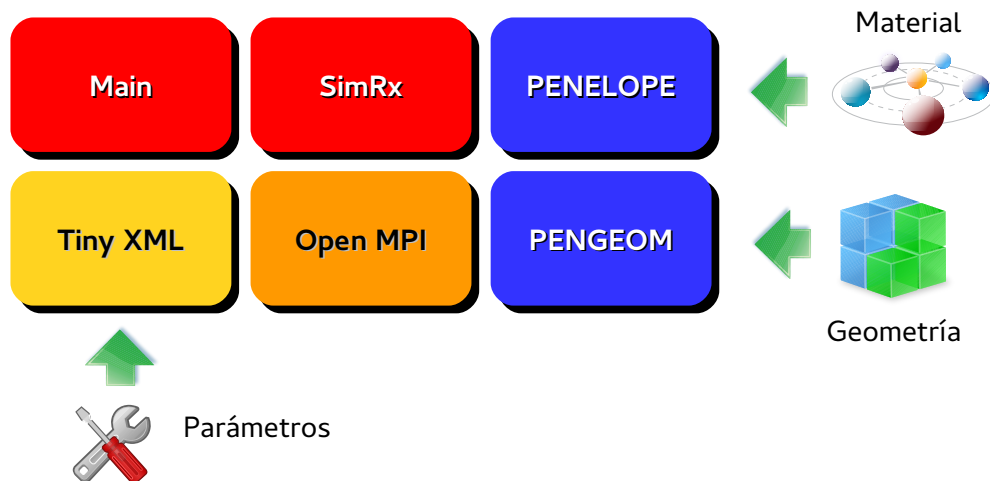 Material
Main
SimRx
PENELOPE
Tiny XML
Open MPI
PENGEOM
Geometría
Parámetros